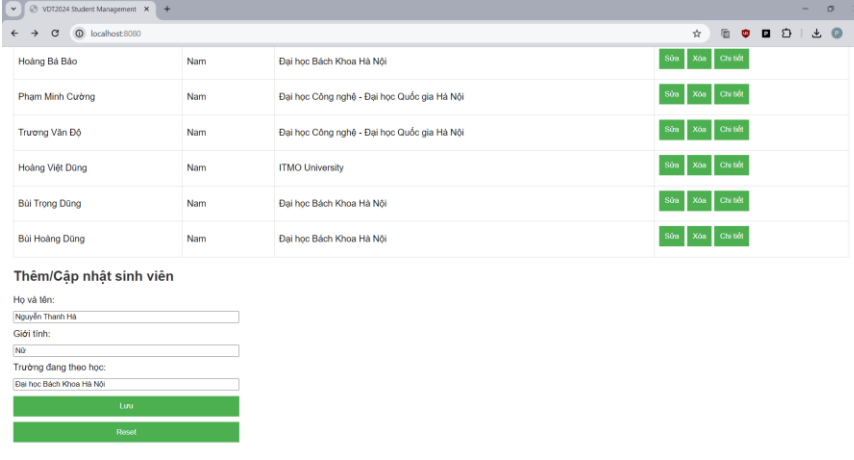 VDT2024 Student Management
localhost:8080
Hoàng Bá Bảo Nam Đại học Bách Khoa Hà Nội Sửa Xóa Chi tiết
Phạm Minh Cường Nam Đại học Công nghệ - Đại học Quốc gia Hà Nội Sửa Xóa Chi tiết
Trương Văn Độ Nam Đại học Công nghệ - Đại học Quốc gia Hà Nội Sửa Xóa Chi tiết
Hoàng Việt Dũng Nam ITMO University Sửa Xóa Chi tiết
Bùi Trọng Dũng Nam Đại học Bách Khoa Hà Nội Sửa Xóa Chi tiết
Bùi Hoàng Dũng Nam Đại học Bách Khoa Hà Nội Sửa Xóa Chi tiết
Thêm/Cập nhật sinh viên
Họ và tên:
Nguyễn Thanh Hà
Giới tính:
Nữ
Trường đang theo học:
Đại học Bách Khoa Hà Nội
Lưu
Reset